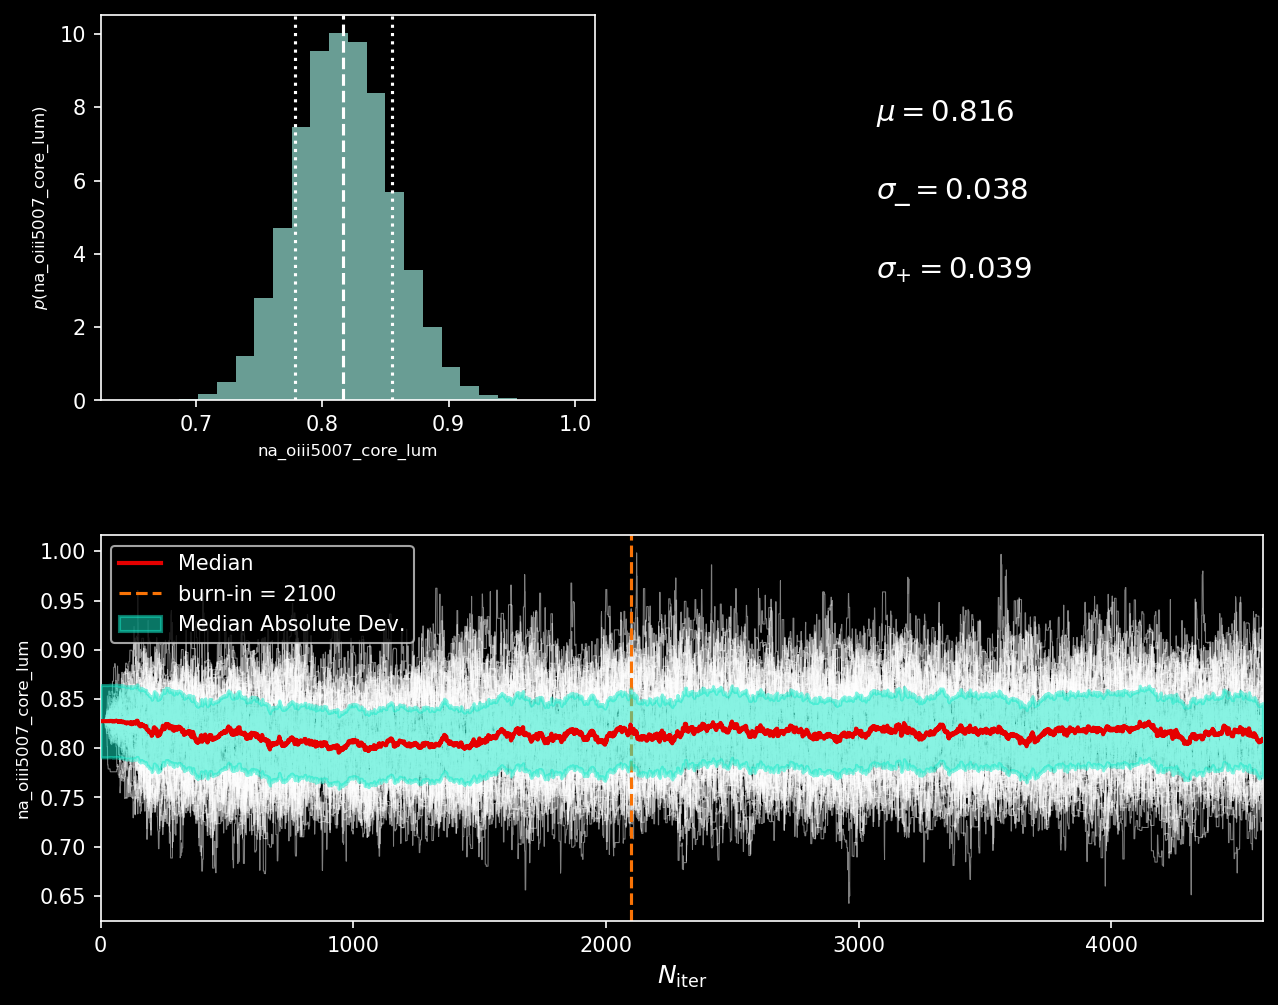 10
8
6
4
2
0
p(na_oiii5007_core_lum)
0.7 0.8 0.9 1.0
na_oiii5007_core_lum
μ = 0.816
σ_ = 0.038
σ+ = 0.039
Median
burn-in = 2100
Median Absolute Dev.
1.00
0.95
0.90
0.85
0.80
0.75
0.70
0.65
na_oiii5007_core_lum
0 1000 2000 3000 4000
Niter